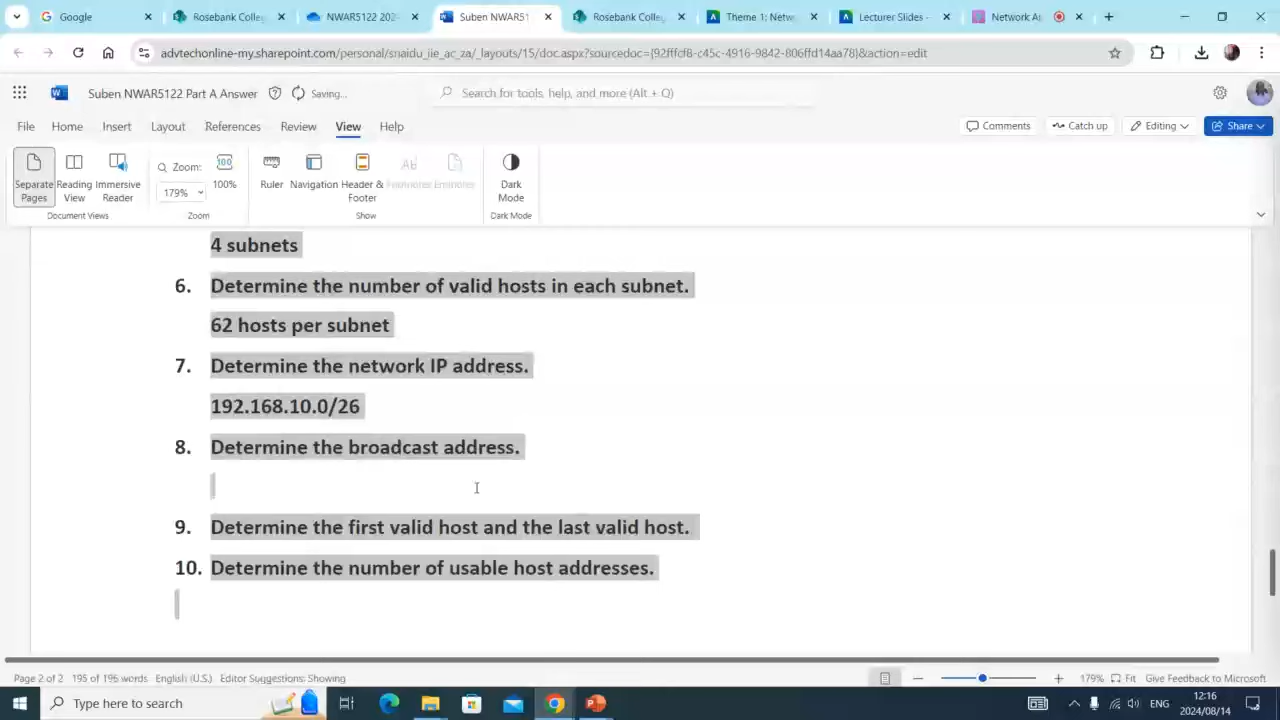 Google
Rosebank Colleg
NWAR5122 202
Suben NWAR51
Rosebank Colle
Theme 1: Netw
Lecturer Slides -
Network A
advtechonline-my.sharepoint.com/personal/snaidu_iie_ac_za/_layouts/15/doc.aspx?sourcedoc={92fffcf8-c45c-4916-9842-806ffd14aa78}&action=edit
Suben NWAR5122 Part A Answer
Saving...
Search for tools, help, and more (Alt + Q)
File Home Insert Layout References Review View Help
Comments Catch up Editing Share
Separate Pages
Reading View
Immersive Reader
Zoom:
179%
100%
Ruler
Navigation
Header & Footer
Footnotes
Endnotes
Dark Mode
Document Views
Zoom
Show
Dark Mode
4 subnets
6. Determine the number of valid hosts in each subnet.
62 hosts per subnet
7. Determine the network IP address.
192.168.10.0/26
8. Determine the broadcast address.
9. Determine the first valid host and the last valid host.
10. Determine the number of usable host addresses.
Page 2 of 2 195 of 195 words English (U.S.) Editor Suggestions: Showing
179% Fit Give Feedback to Microsoft
Type here to search
ENG
12:16
2024/08/14